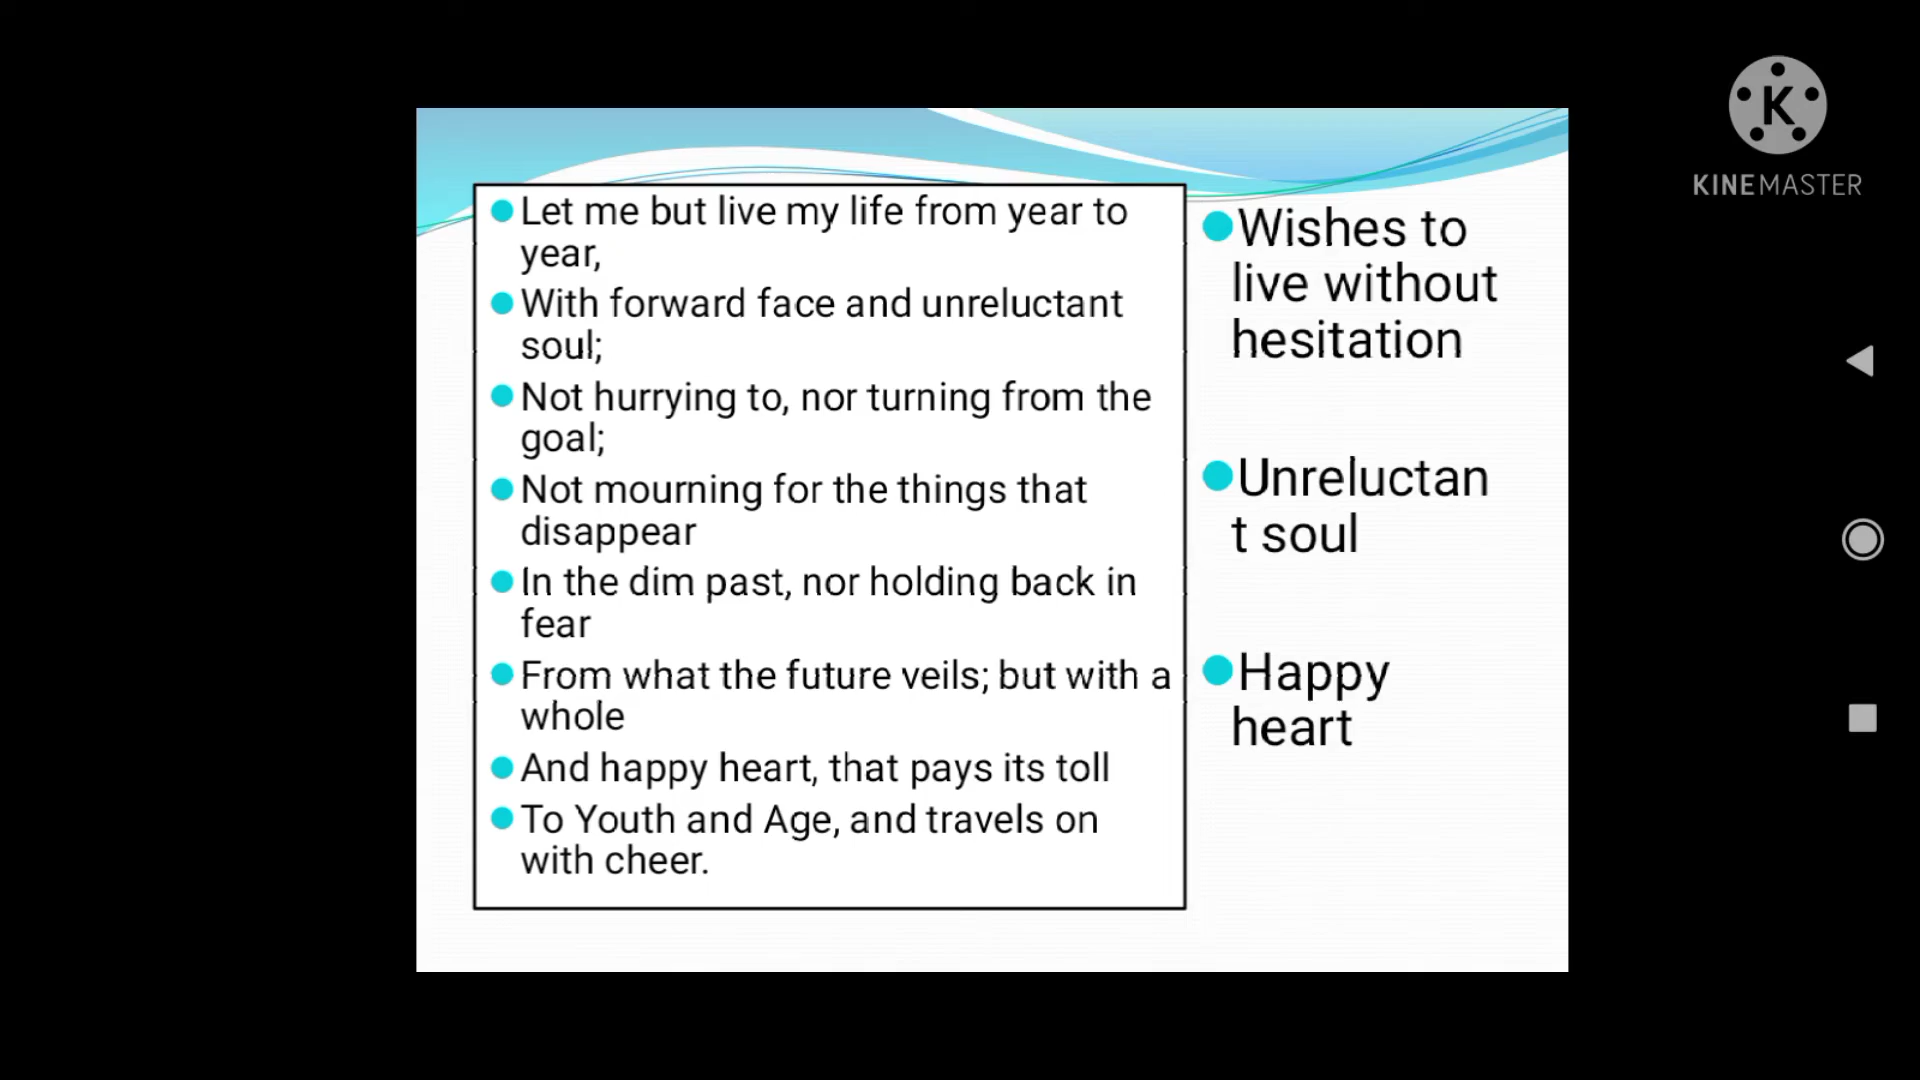 Let me but live my life from year to
year,
With forward face and unreluctant
soul;
Not hurrying to, nor turning from the
goal;
Not mourning for the things that
disappear
In the dim past, nor holding back in
fear
From what the future veils; but with a
whole
And happy heart, that pays its toll
To Youth and Age, and travels on
with cheer.
Wishes to
live without
hesitation
Unreluctan
t soul
Happy
heart
K
KINEMASTER